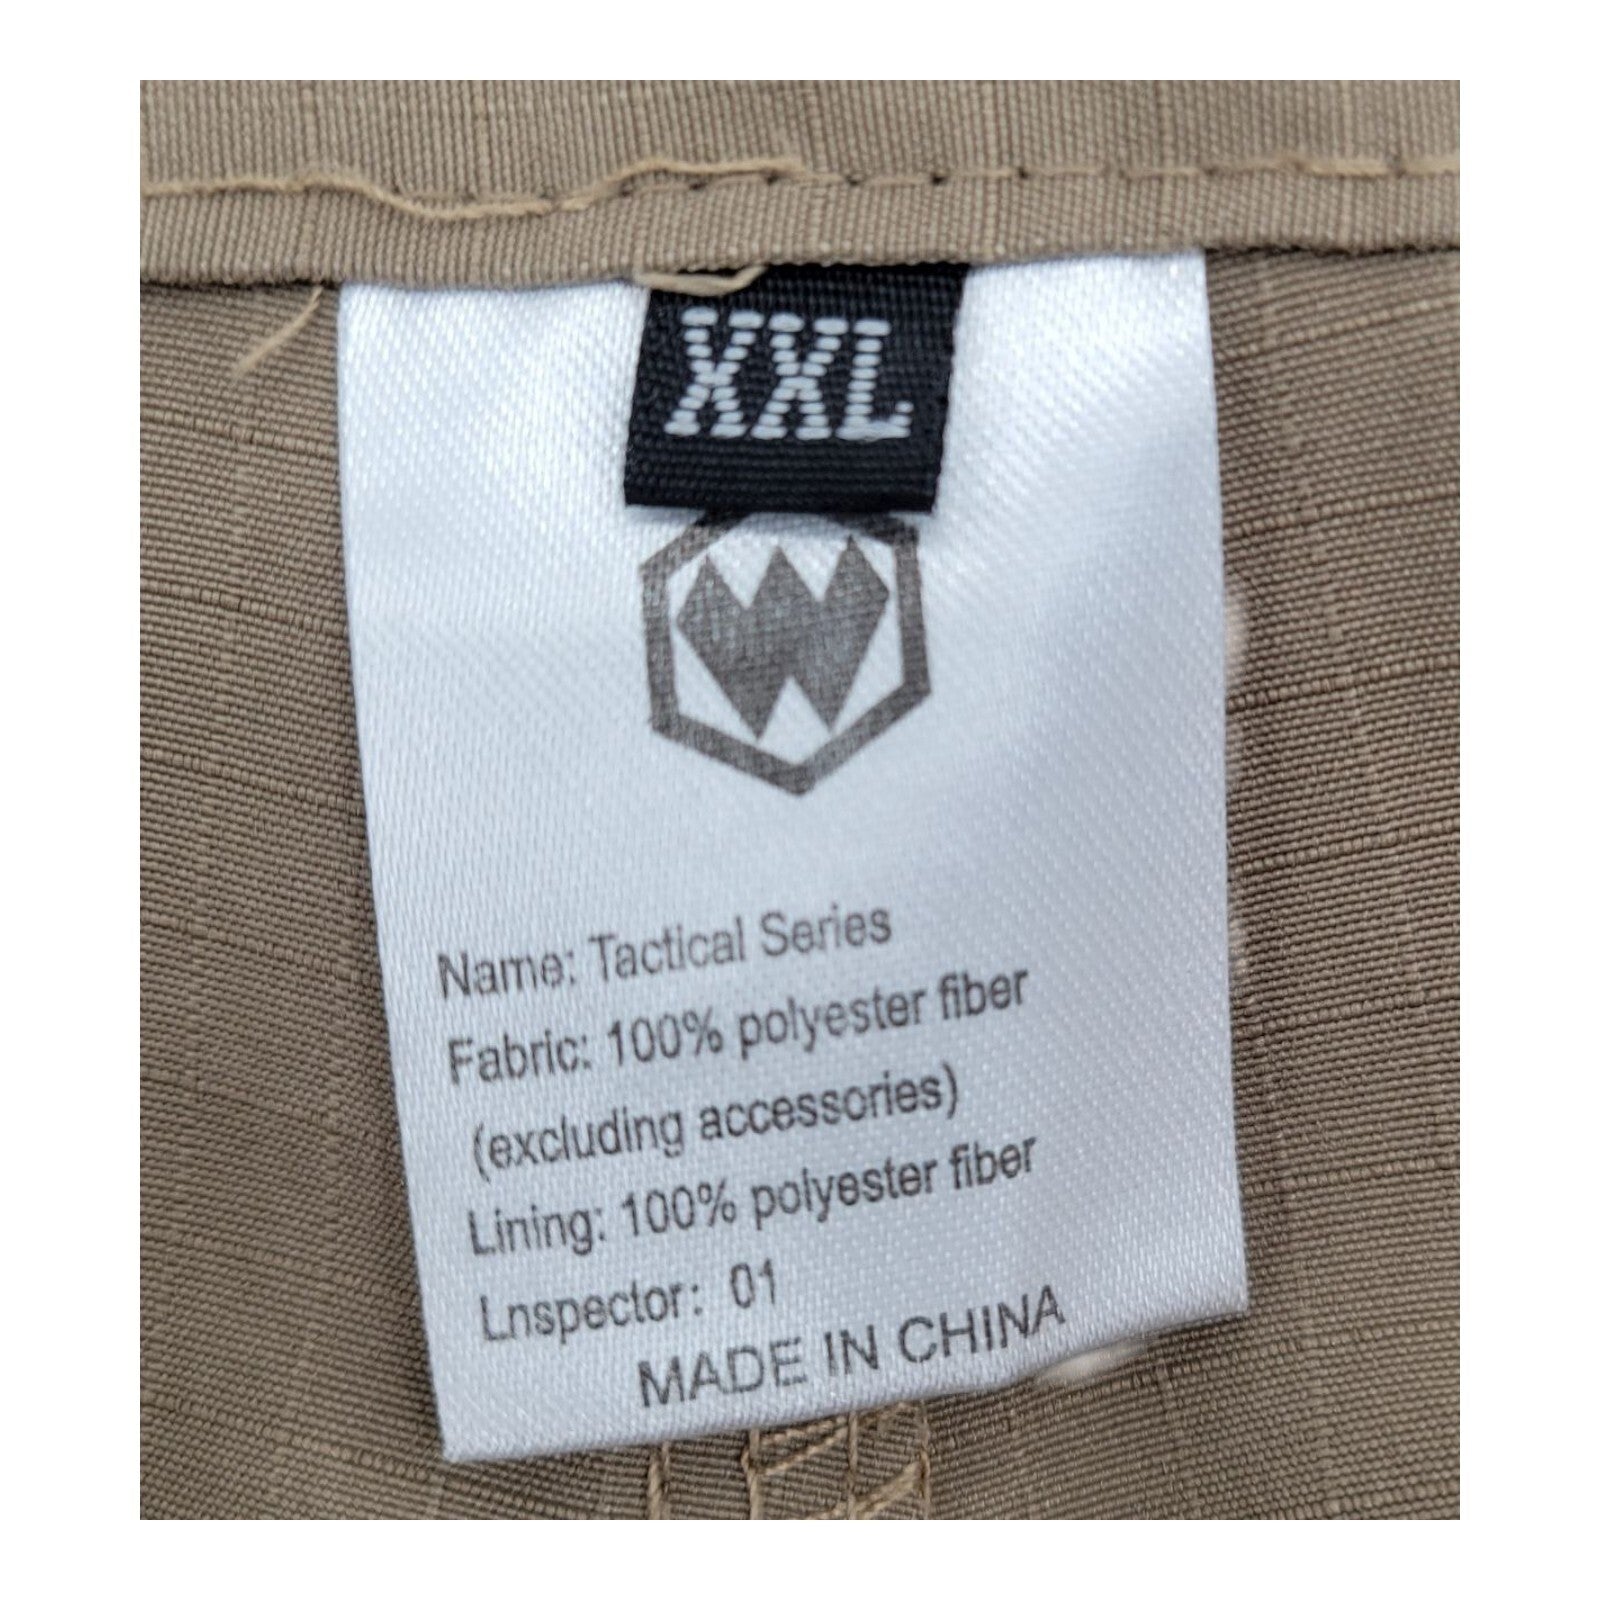 XXL
Name: Tactical Series
Fabric: 100% polyester fiber
(excluding accessories)
Lining: 100% polyester fiber
Lnspector: 01
MADE IN CHINA